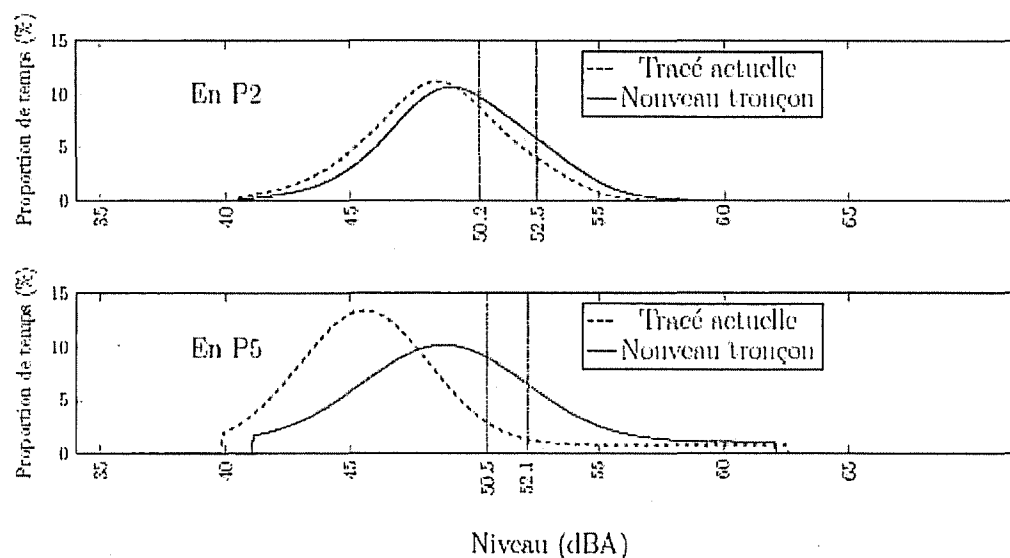 Proportion de temps (%)
15
10
5
0
En P2
Tracé actuelle
Nouveau tronçon
35
40
45
50.2
52.5
55
60
65
Proportion de temps (%)
15
10
5
0
En P5
Tracé actuelle
Nouveau tronçon
35
40
45
50.5
52.1
55
60
65
Niveau (dBA)